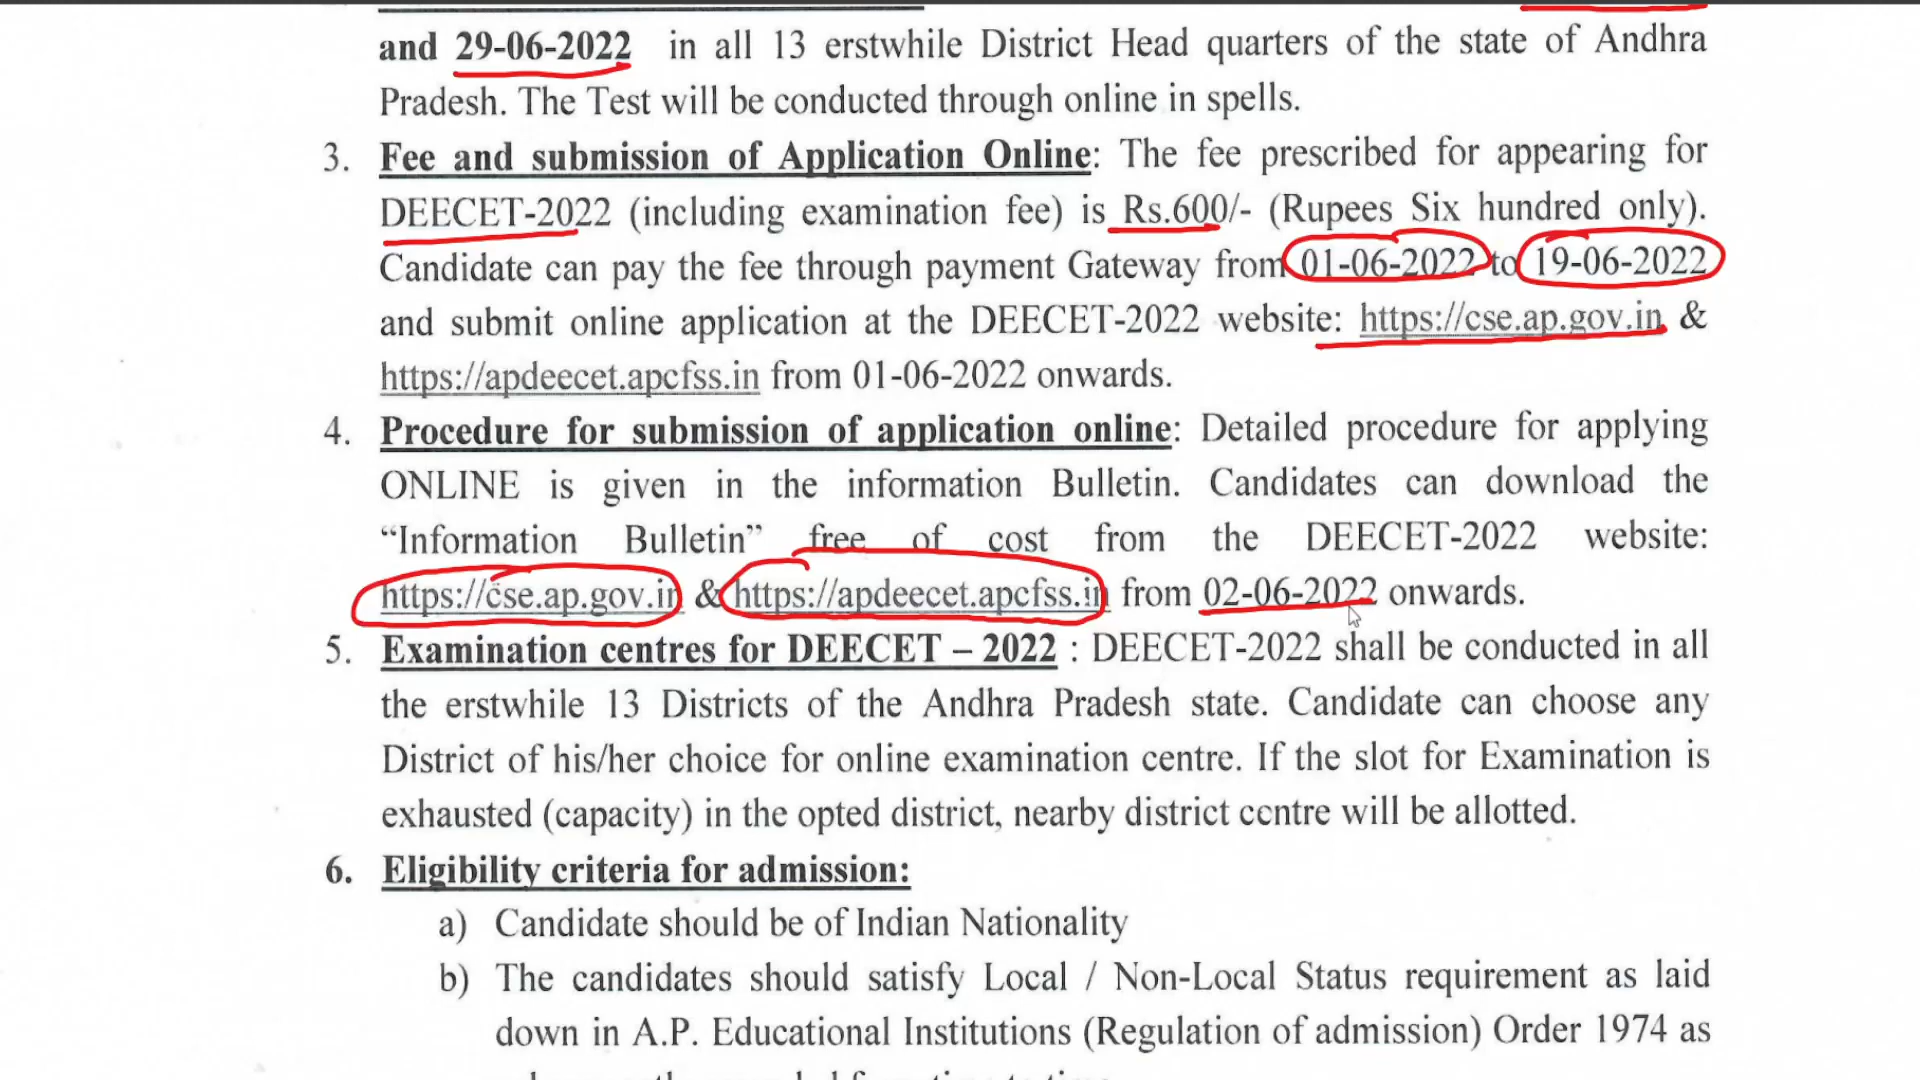 and 29-06-2022 in all 13 erstwhile District Head quarters of the state of Andhra
Pradesh. The Test will be conducted through online in spells.
3. Fee and submission of Application Online: The fee prescribed for appearing for
DEECET-2022 (including examination fee) is Rs.600/- (Rupees Six hundred only).
Candidate can pay the fee through payment Gateway from 01-06-2022 to 19-06-2022
and submit online application at the DEECET-2022 website: https://cse.ap.gov.in &
https://apdeecet.apcfss.in from 01-06-2022 onwards.
4. Procedure for submission of application online: Detailed procedure for applying
ONLINE is given in the information Bulletin. Candidates can download the
“Information Bulletin” free of cost from the DEECET-2022 website:
https://cse.ap.gov.in & https://apdeecet.apcfss.in from 02-06-2022 onwards.
5. Examination centres for DEECET – 2022 : DEECET-2022 shall be conducted in all
the erstwhile 13 Districts of the Andhra Pradesh state. Candidate can choose any
District of his/her choice for online examination centre. If the slot for Examination is
exhausted (capacity) in the opted district, nearby district centre will be allotted.
6. Eligibility criteria for admission:
a) Candidate should be of Indian Nationality
b) The candidates should satisfy Local / Non-Local Status requirement as laid
down in A.P. Educational Institutions (Regulation of admission) Order 1974 as